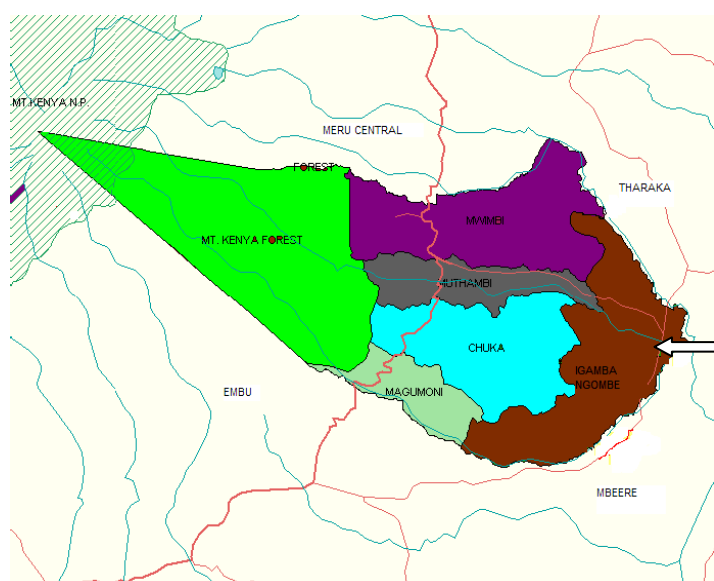 MT.KENYA N.P.
MERU CENTRAL
FOREST
THARAKA
MWIMBI
MT. KENYA FOREST
MUTHAMBI
CHUKA
IGAMBA
NGOMBE
EMBU
MAGUMONI
MBEERE